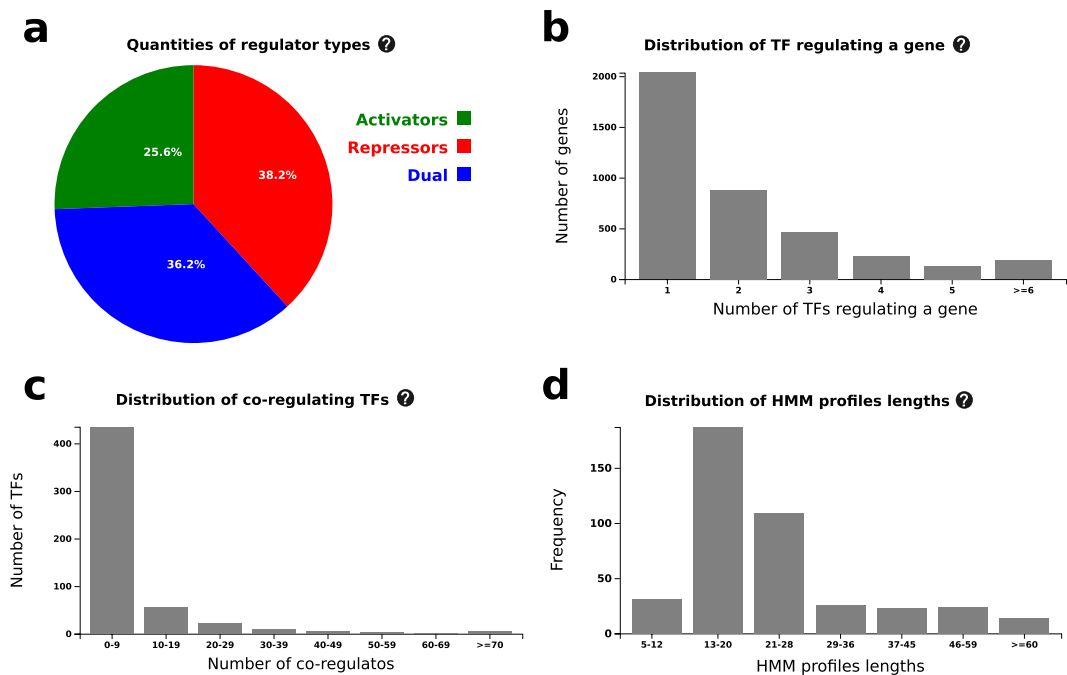 a
Quantities of regulator types ?
Activators
Repressors
Dual
25.6%
38.2%
36.2%
b
Distribution of TF regulating a gene ?
Number of genes
2000
1500
1000
500
0
1 2 3 4 5 >=6
Number of TFs regulating a gene
c
Distribution of co-regulating TFs ?
Number of TFs
400
300
200
100
0
0-9 10-19 20-29 30-39 40-49 50-59 60-69 >=70
Number of co-regulatos
d
Distribution of HMM profiles lengths ?
Frequency
150
100
50
0
5-12 13-20 21-28 29-36 37-45 46-59 >=60
HMM profiles lengths